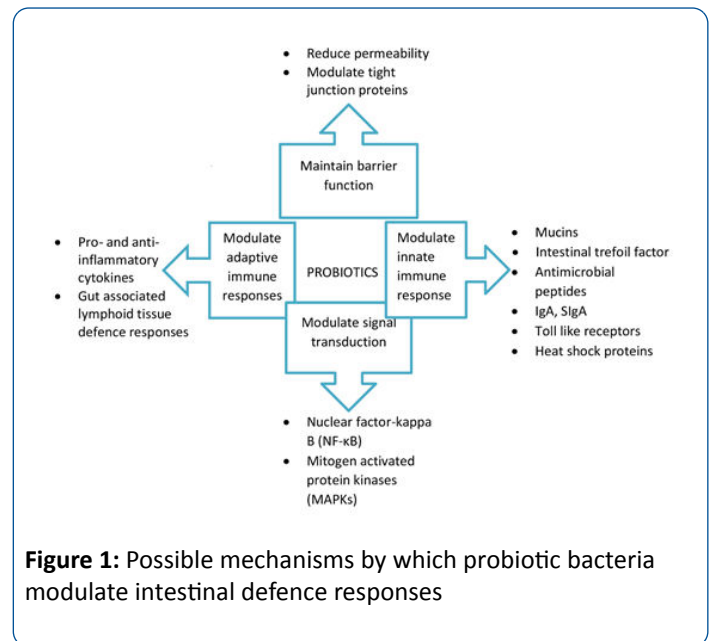 • Reduce permeability
• Modulate tight
junction proteins
Maintain barrier
function
• Pro- and anti-
inflammatory
cytokines
• Gut associated
lymphoid tissue
defence responses
Modulate
adaptive
immune
responses
PROBIOTICS
Modulate
innate
immune
response
• Mucins
• Intestinal trefoil factor
• Antimicrobial
peptides
• IgA, SIgA
• Toll like receptors
• Heat shock proteins
Modulate signal
transduction
• Nuclear factor-kappa
B (NF-κB)
• Mitogen activated
protein kinases
(MAPKs)
Figure 1: Possible mechanisms by which probiotic bacteria
modulate intestinal defence responses